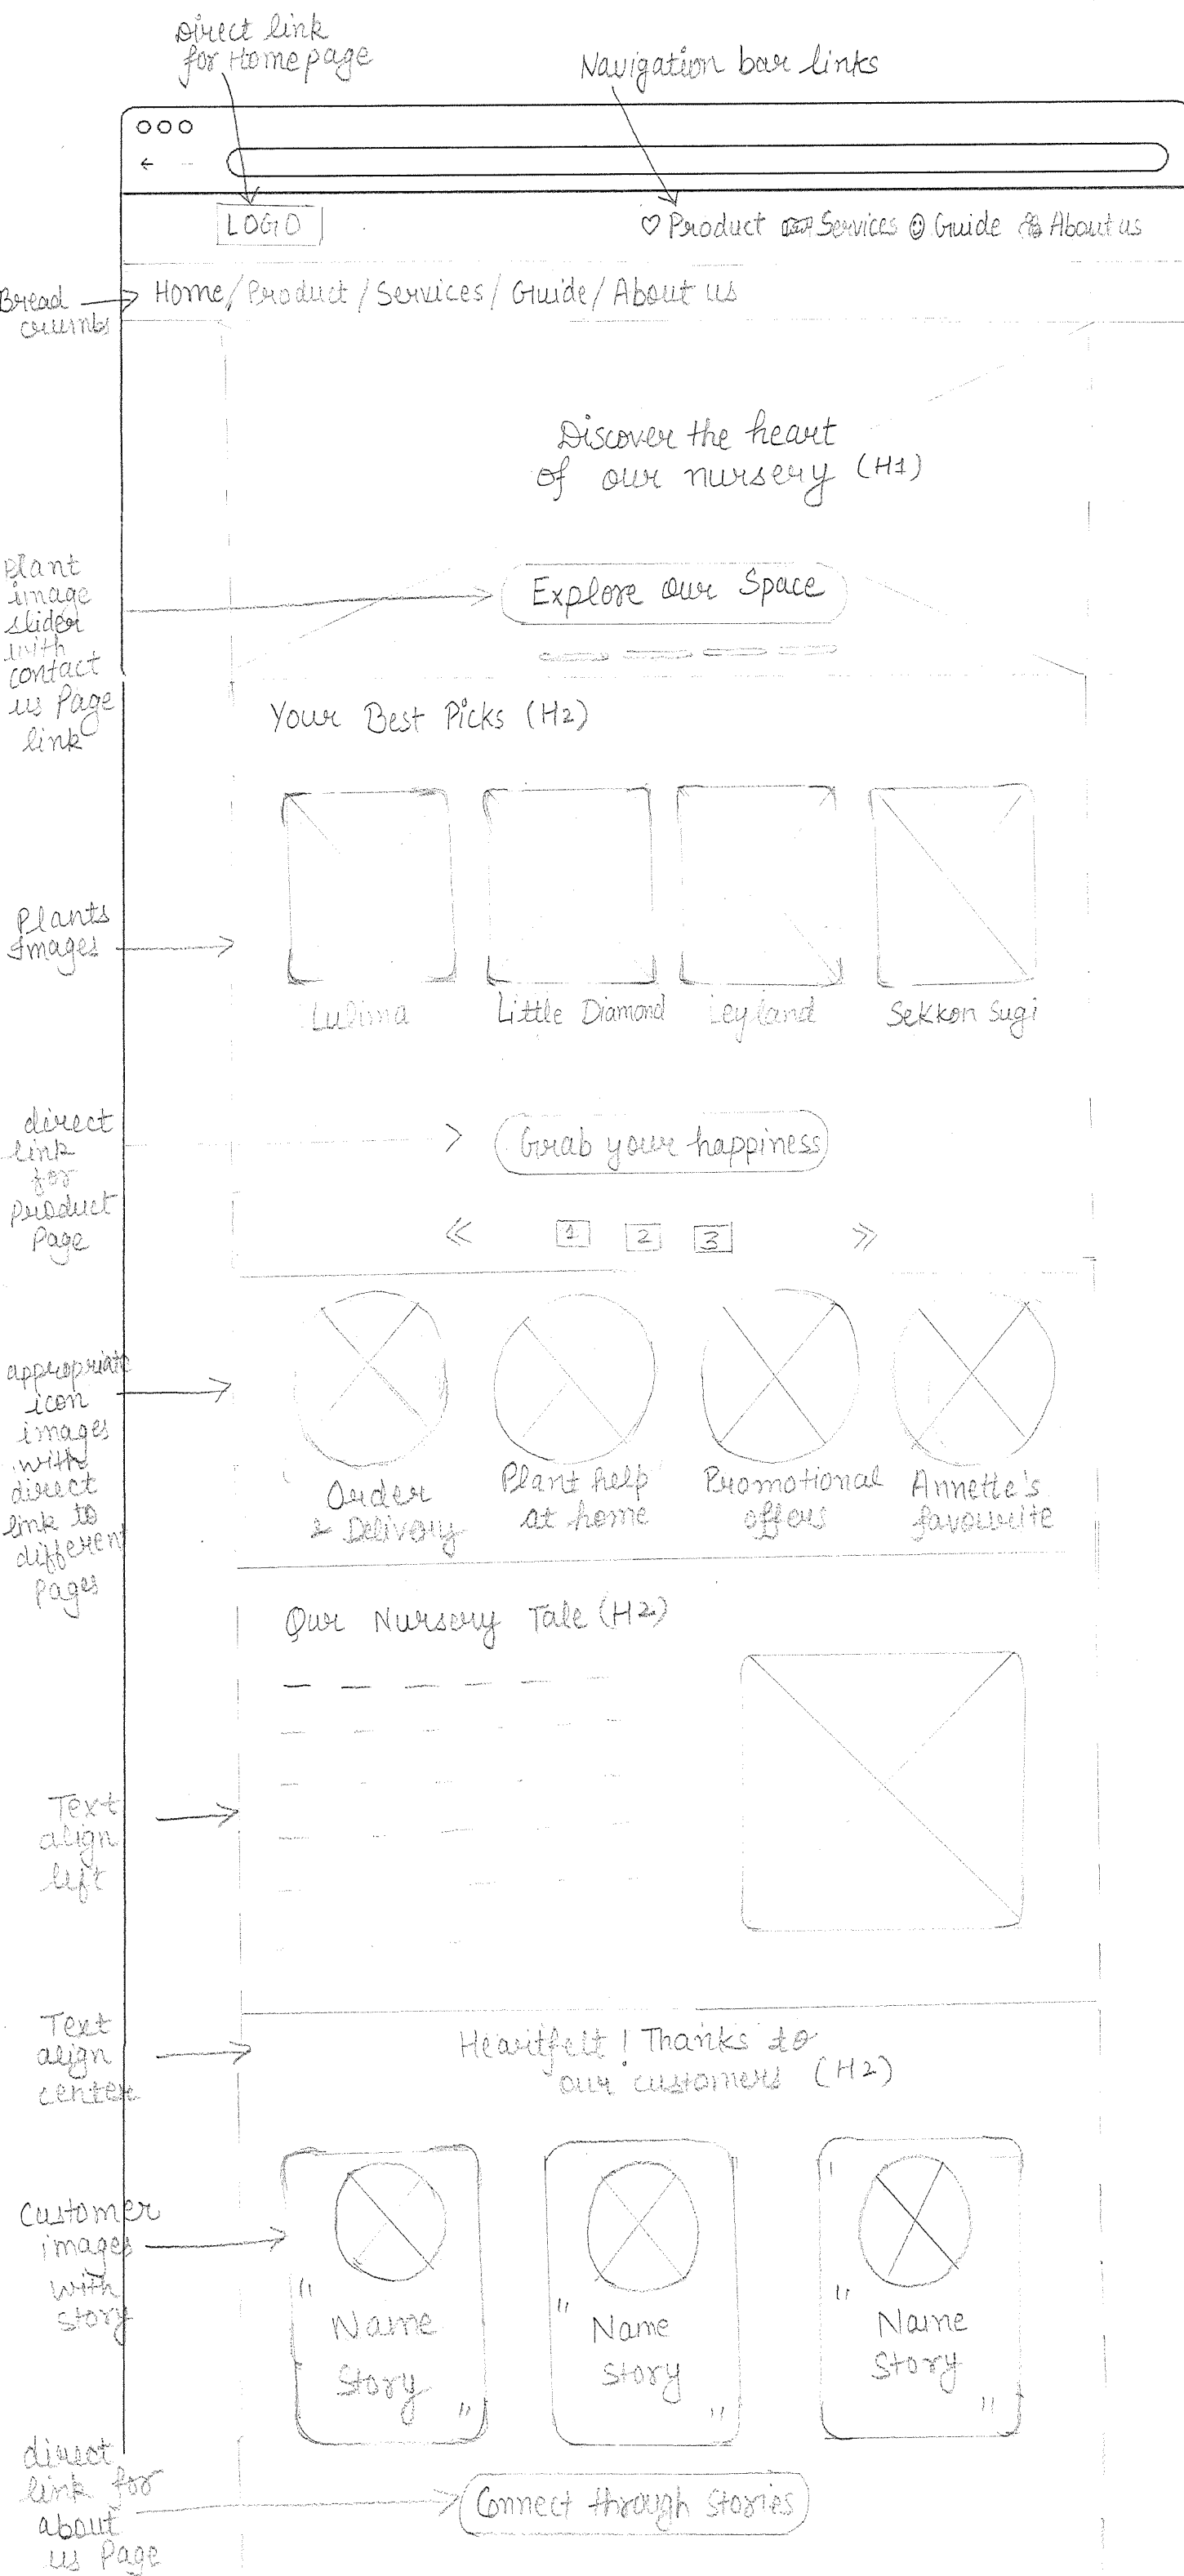 Direct link
for Homepage
Navigation bar links
LOGO
Product Services Guide About us
Bread
crumbs
Home/Product/Services/Guide/About us
Discover the heart
of our nursery (H1)
Plant
image
slider
with
contact
us Page
link
Explore our Space
Your Best Picks (H2)
Plants
Images
Lulima
Little Diamond
Leyland
Sekkon Sugi
direct
link
for
product
Page
Grab your happiness
« 1 2 3 »
appropriate
icon
images
with
direct
link to
different
Pages
Order
& Delivery
Plant help
at home
Promotional
offers
Annette's
favourite
Our Nursery Tale (H2)
Text
align
left
Text
align
center
Heartfelt! Thanks to
our customers (H2)
Customer
images
with
story
"
Name
Story
"
"
Name
Story
"
"
Name
Story
"
direct
link for
about
us Page
Connect through Stories